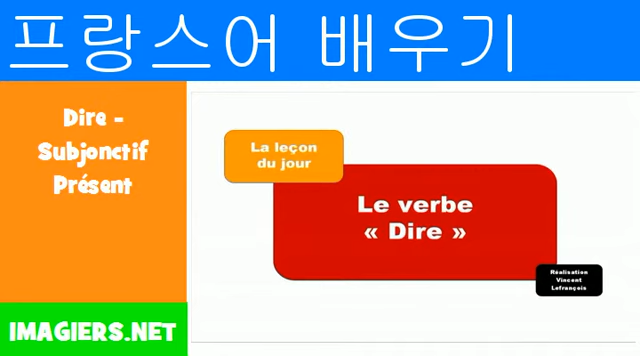 프랑스어 배우기
Dire -
Subjonctif
Présent
La leçon
du jour
Le verbe
« Dire »
Réalisation
Vincent
Lefrançois
IMAGIERS.NET